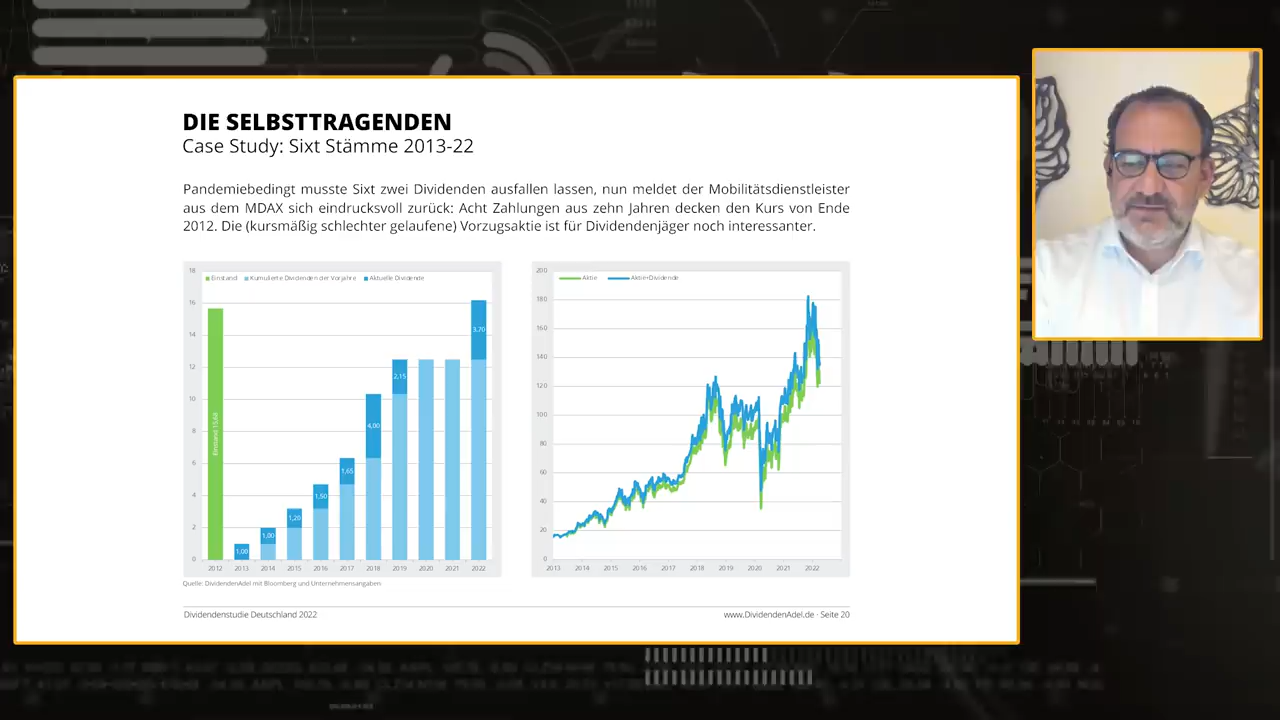 DIE SELBSTTRAGENDEN
Case Study: Sixt Stämme 2013-22
Pandemiebedingt musste Sixt zwei Dividenden ausfallen lassen, nun meldet der Mobilitätsdienstleister
aus dem MDAX sich eindrucksvoll zurück: Acht Zahlungen aus zehn Jahren decken den Kurs von Ende
2012. Die (kursmäßig schlechter gelaufene) Vorzugsaktie ist für Dividendenjäger noch interessanter.
Einstand Kumulierte Dividenden der Vorjahre Aktuelle Dividende
18
16
14
12
10
8
6
4
2
0
Einstand 15,68
1,00
1,00
1,20
1,50
1,65
4,00
2,15
3,70
2012 2013 2014 2015 2016 2017 2018 2019 2020 2021 2022
Aktie Aktie+Dividende
200
180
160
140
120
100
80
60
40
20
0
2013 2014 2015 2016 2017 2018 2019 2020 2021 2022
Quelle: DividendenAdel mit Bloomberg und Unternehmensangaben
Dividendenstudie Deutschland 2022
www.DividendenAdel.de · Seite 20